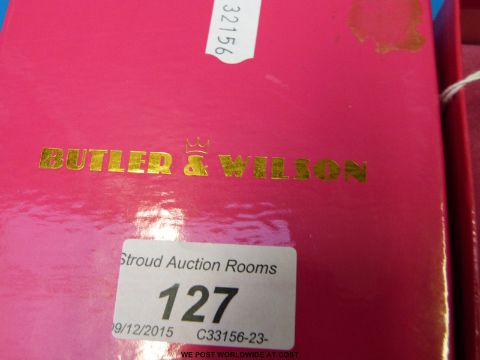 32156
BUTLER & WILSON
Stroud Auction Rooms
127
09/12/2015 C33156-23-
WE POST WORLDWIDE AT COST